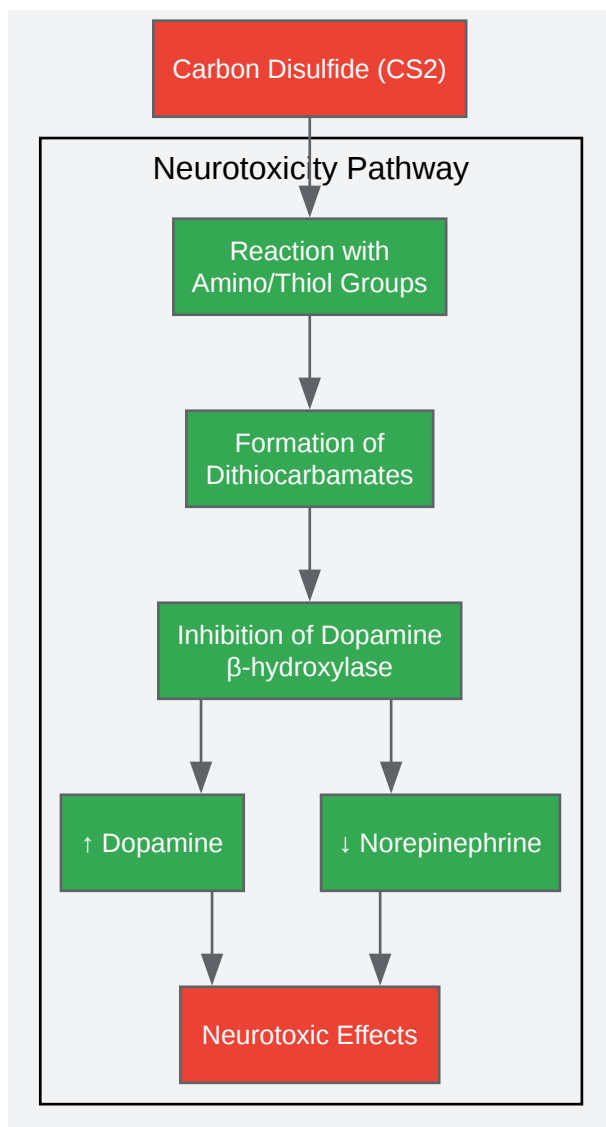 Carbon Disulfide (CS2)
Neurotoxicity Pathway
Reaction with
Amino/Thiol Groups
Formation of
Dithiocarbamates
Inhibition of Dopamine
β-hydroxylase
↑ Dopamine
↓ Norepinephrine
Neurotoxic Effects